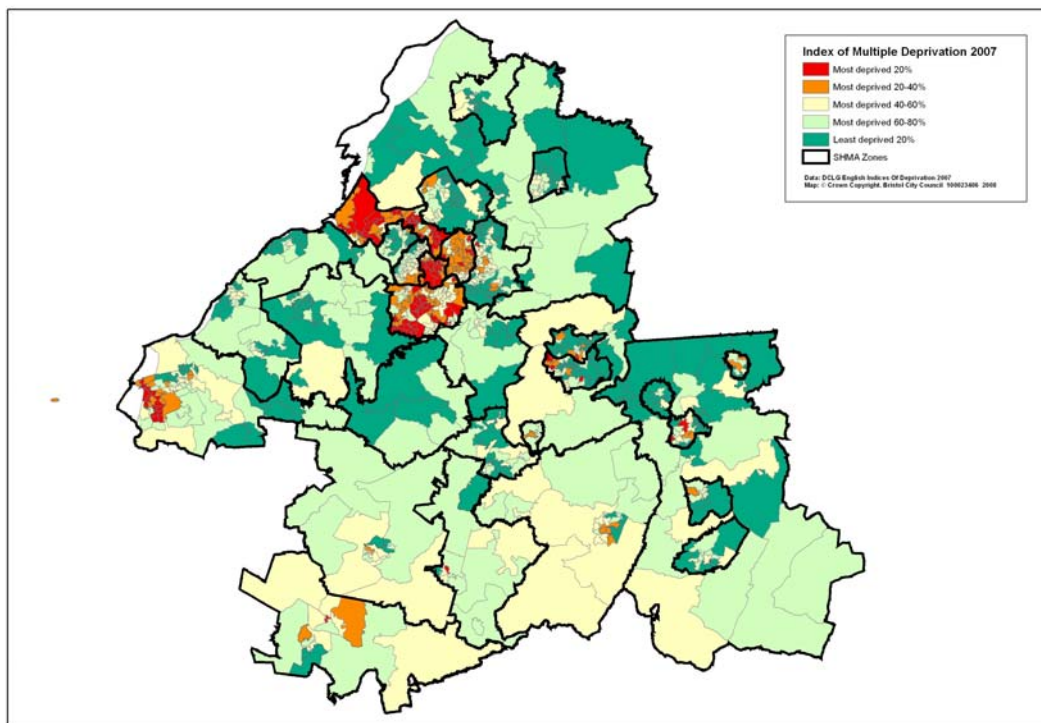 Index of Multiple Deprivation 2007
Most deprived 20%
Most deprived 20-40%
Most deprived 40-60%
Most deprived 60-80%
Least deprived 20%
SHMA Zones
Data: DCLG English Indices Of Deprivation 2007
Map: © Crown Copyright. Bristol City Council 100023406 2008